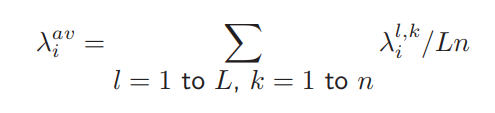 λ_i^{av} = ∑ λ_i^{l,k}/Ln
l = 1 to L, k = 1 to n